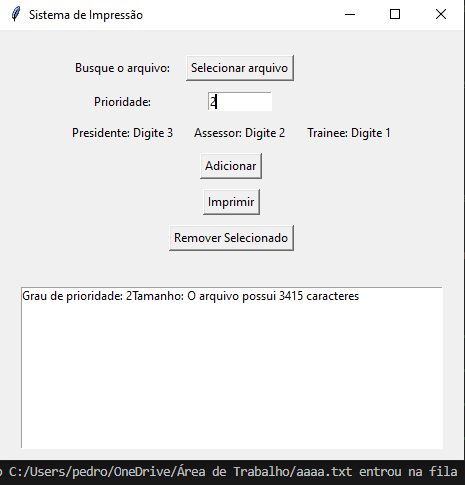 Sistema de Impressão
Busque o arquivo: Selecionar arquivo
Prioridade: 2
Presidente: Digite 3 Assessor: Digite 2 Trainee: Digite 1
Adicionar
Imprimir
Remover Selecionado
Grau de prioridade: 2Tamanho: O arquivo possui 3415 caracteres
C:/Users/pedro/OneDrive/Área de Trabalho/aaaa.txt entrou na fila